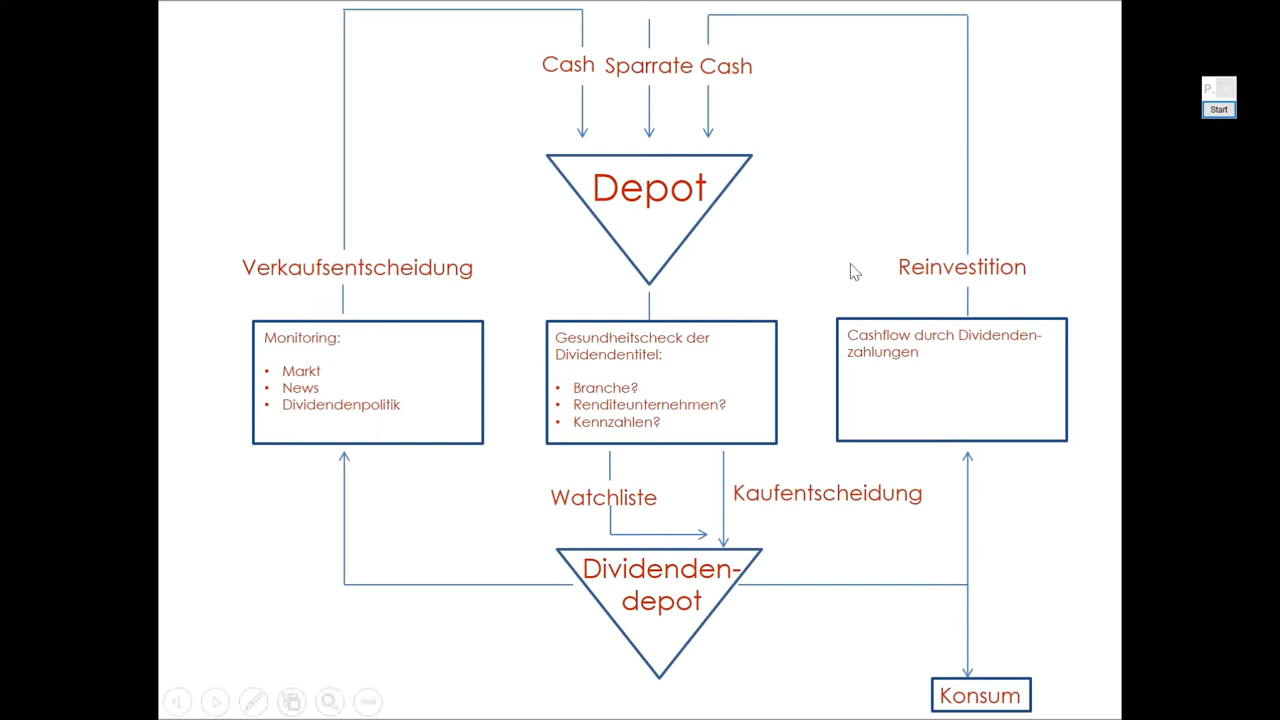 Cash Sparrate Cash
Depot
Verkaufsentscheidung
Reinvestition
Monitoring:
• Markt
• News
• Dividendenpolitik
Gesundheitscheck der
Dividendentitel:
• Branche?
• Renditeunternehmen?
• Kennzahlen?
Cashflow durch Dividenden-
zahlungen
Watchliste
Kaufentscheidung
Dividenden-
depot
Konsum
P.
Start